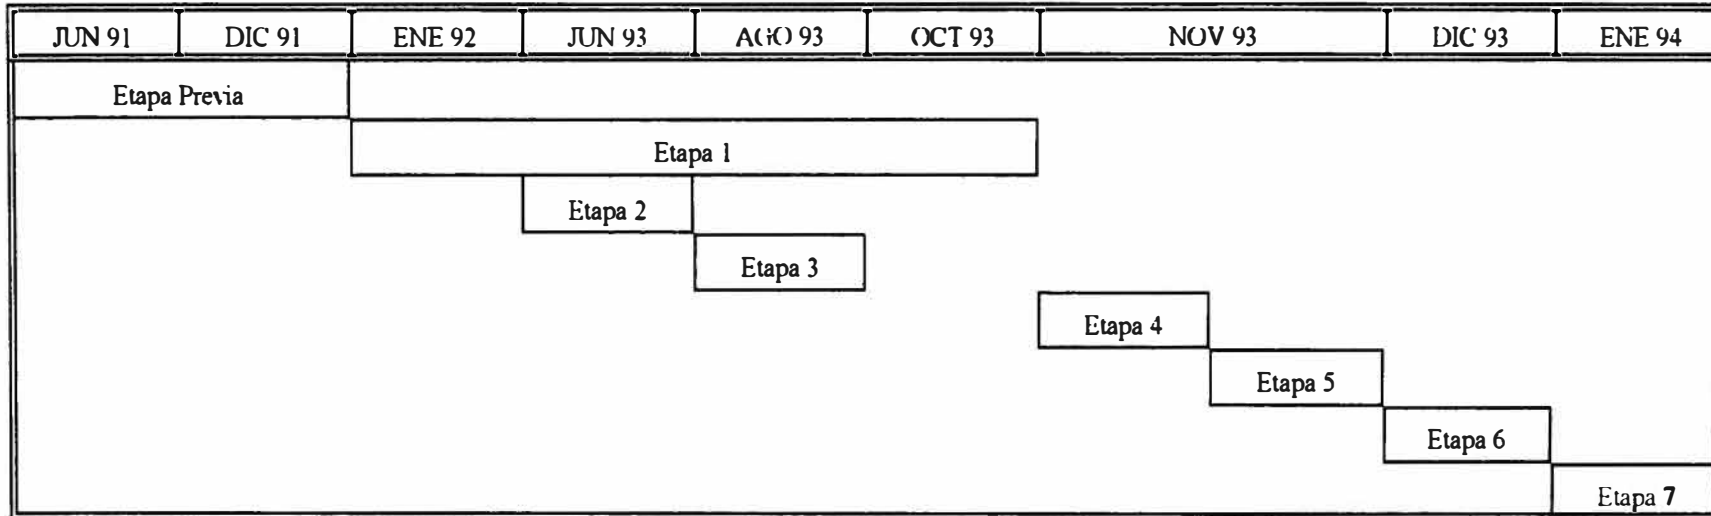 JUN 91 DIC 91 ENE 92 JUN 93 AGO 93 OCT 93 NOV 93 DIC 93 ENE 94
Etapa Previa
Etapa 1
Etapa 2
Etapa 3
Etapa 4
Etapa 5
Etapa 6
Etapa 7